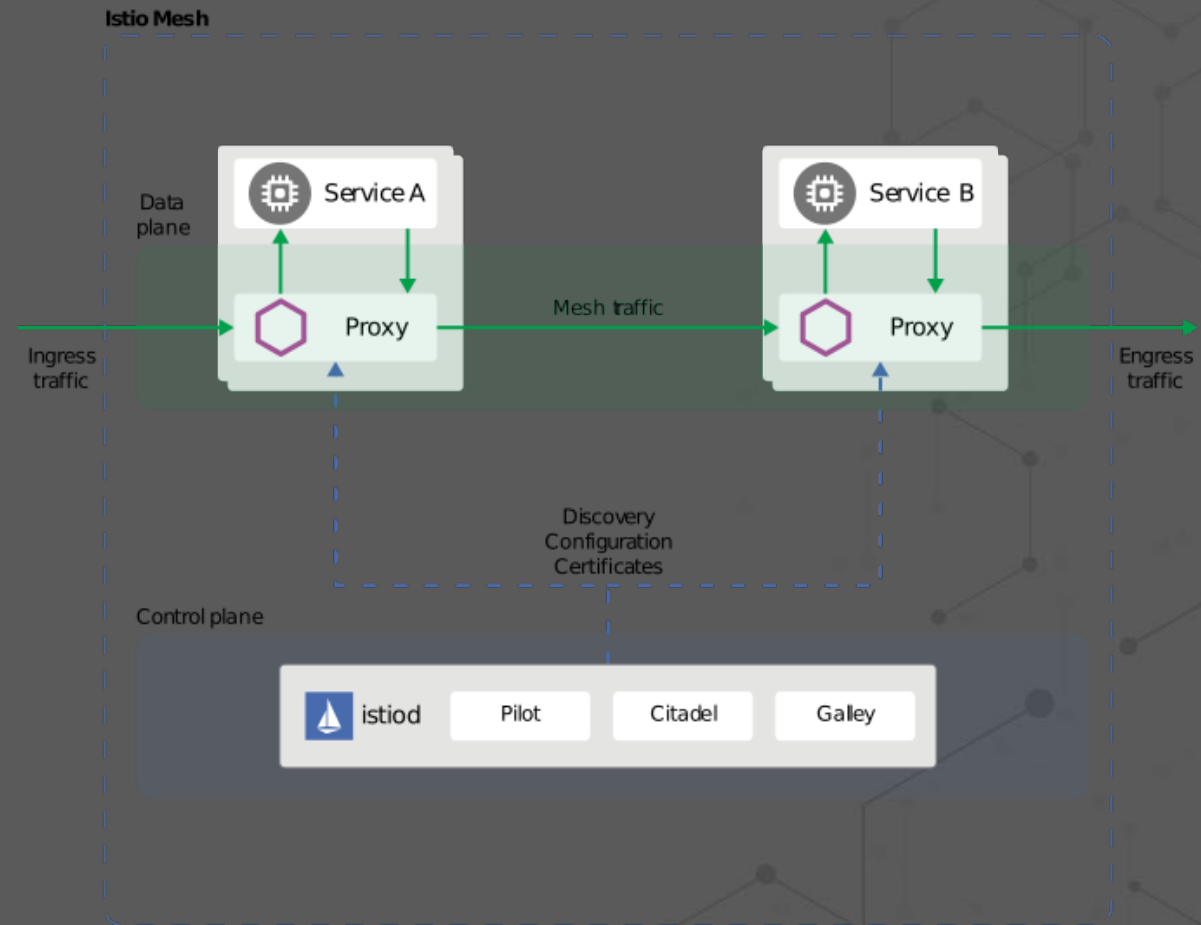 Istio Mesh
Data
plane
Service A
Service B
Proxy
Mesh traffic
Proxy
Ingress
traffic
Engress
traffic
Discovery
Configuration
Certificates
Control plane
istiod
Pilot
Citadel
Galley